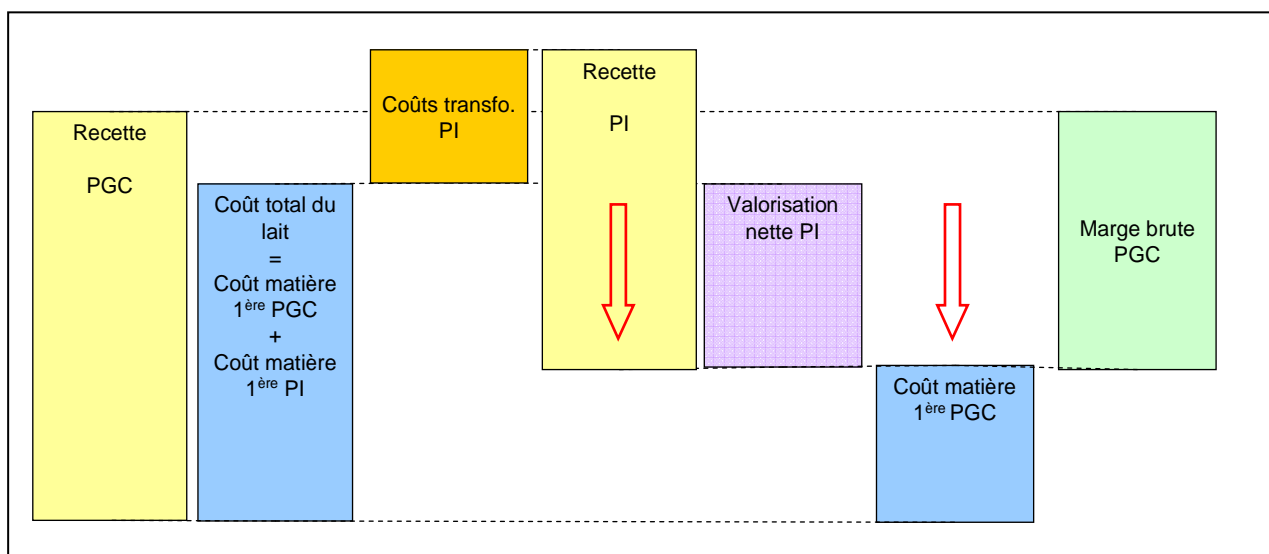 Recette
PGC
Coût total du
lait
=
Coût matière
1ère PGC
+
Coût matière
1ère PI
Coûts transfo.
PI
Recette
PI
Valorisation
nette PI
Coût matière
1ère PGC
Marge brute
PGC